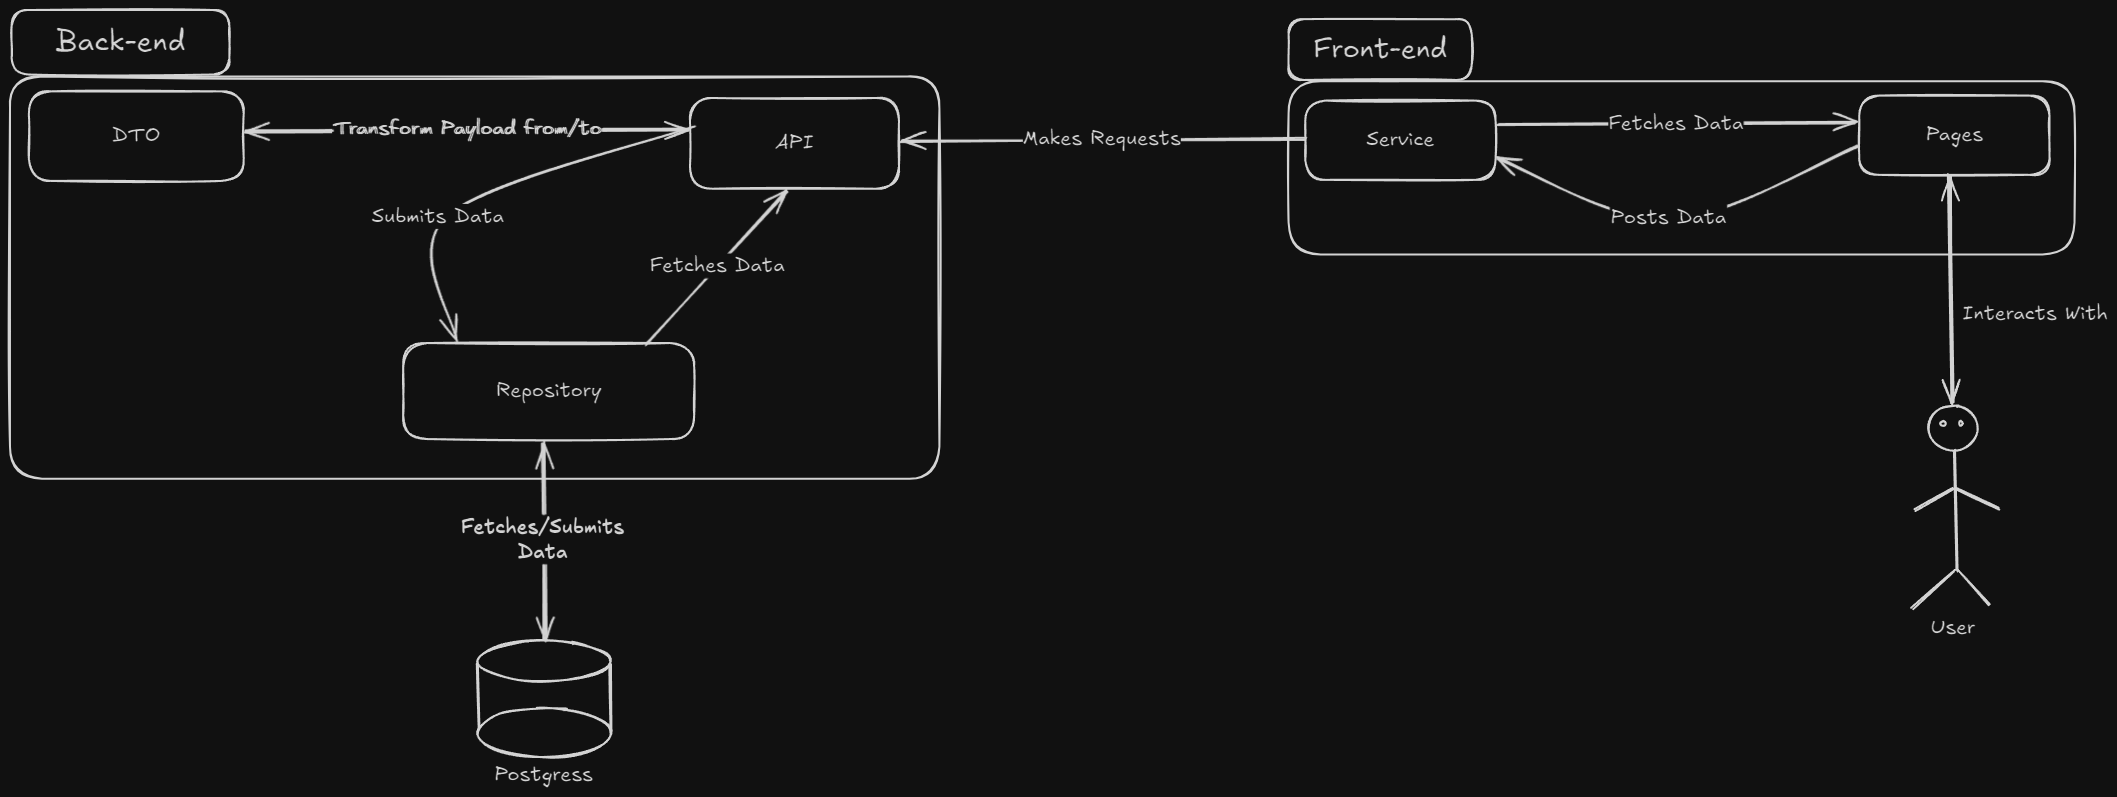 Back-end
Front-end
DTO
Transform Payload from/to
API
Makes Requests
Service
Fetches Data
Pages
Submits Data
Posts Data
Fetches Data
Interacts With
Repository
Fetches/Submits
Data
User
Postgress